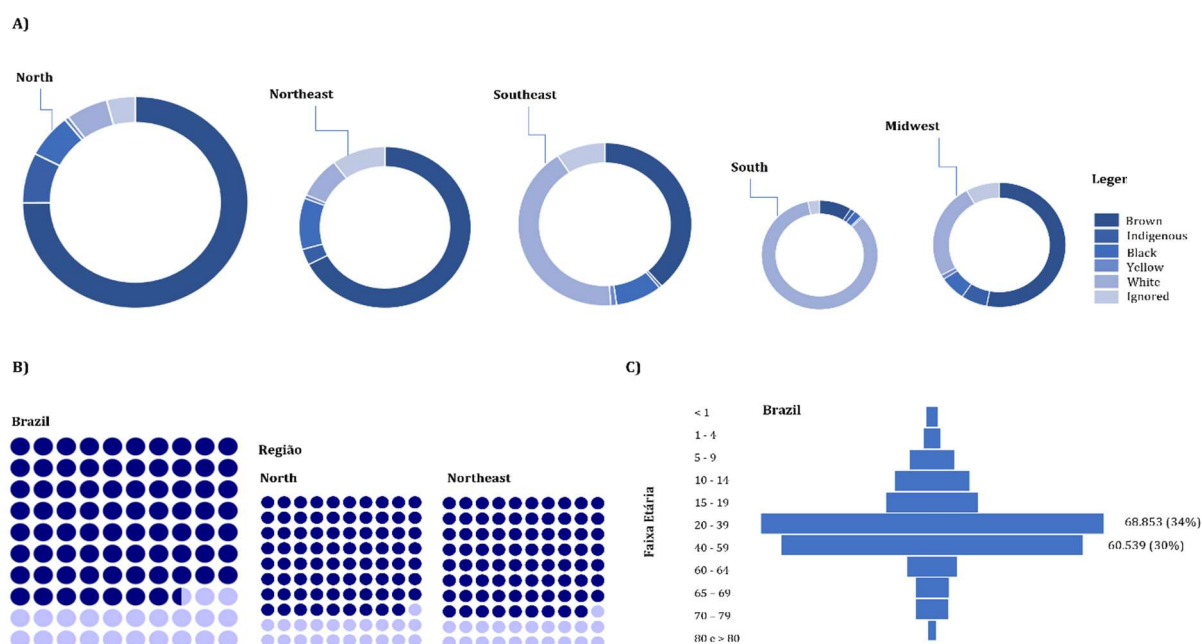 A)
North
Northeast
Southeast
South
Midwest
Legen
Brown
Indigenous
Black
Yellow
White
Ignored
B)
Brazil
Região
North
Northeast
C)
Brazil
Faixa Etária
< 1
1 - 4
5 - 9
10 - 14
15 - 19
20 - 39
68.853 (34%)
40 - 59
60.539 (30%)
60 - 64
65 – 69
70 – 79
80 e > 80